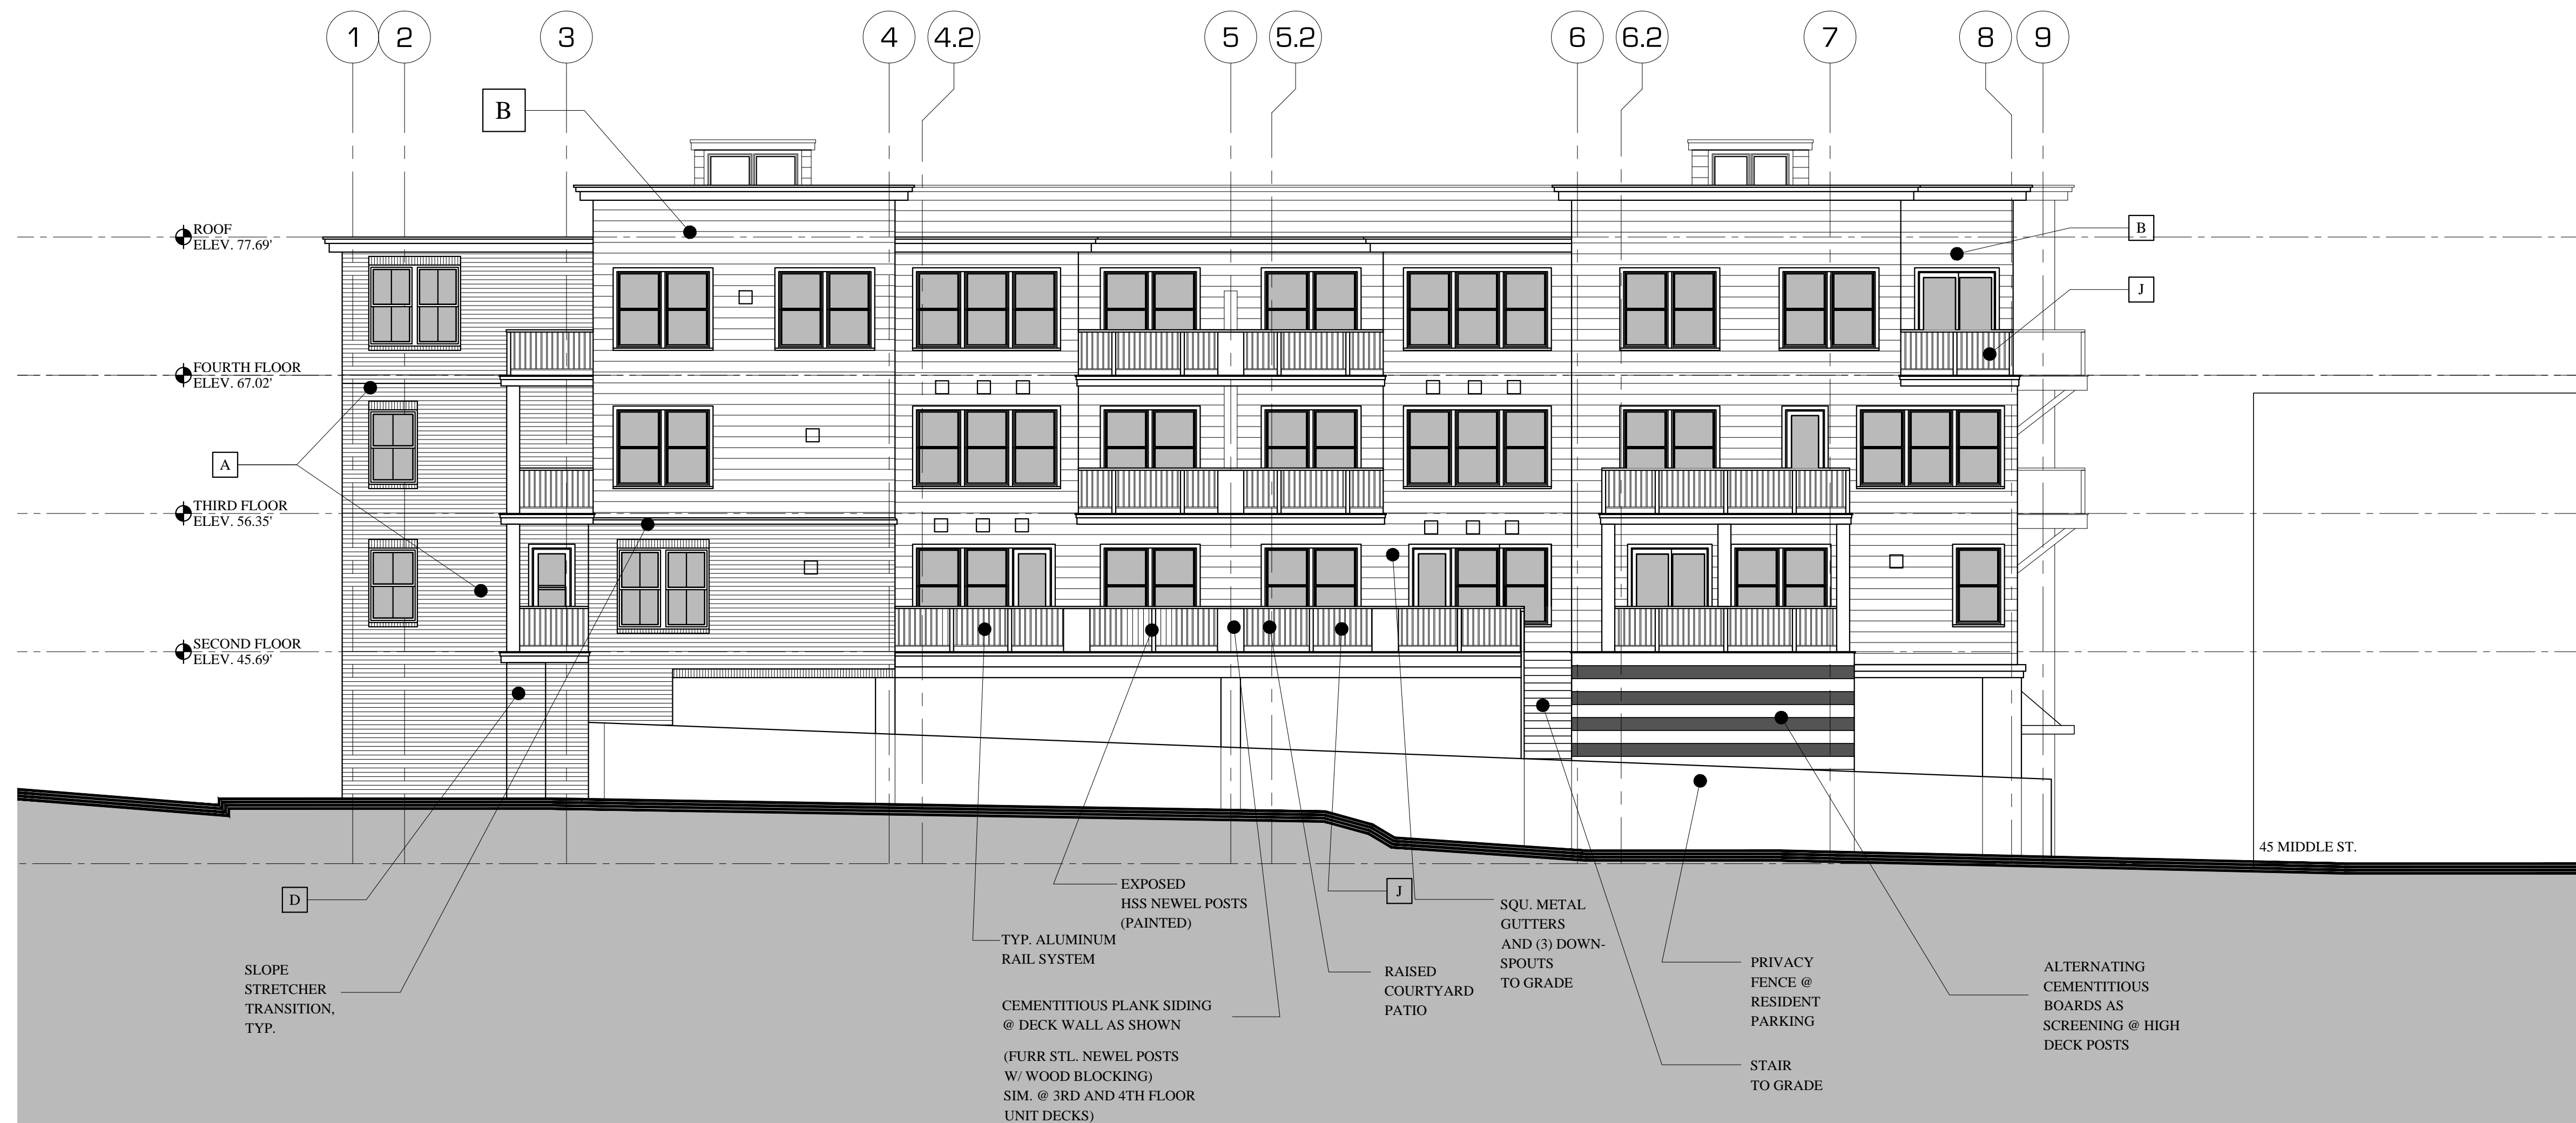 1
2
3
4
4.2
5
5.2
6
6.2
7
8
9
B
ROOF
ELEV. 77.69'
B
J
FOURTH FLOOR
ELEV. 67.02'
A
THIRD FLOOR
ELEV. 56.35'
SECOND FLOOR
ELEV. 45.69'
45 MIDDLE ST.
D
SLOPE
STRETCHER
TRANSITION,
TYP.
EXPOSED
HSS NEWEL POSTS
(PAINTED)
TYP. ALUMINUM
RAIL SYSTEM
CEMENTITIOUS PLANK SIDING
@ DECK WALL AS SHOWN
(FURR STL. NEWEL POSTS
W/ WOOD BLOCKING)
SIM. @ 3RD AND 4TH FLOOR
UNIT DECKS)
J
RAISED
COURTYARD
PATIO
SQU. METAL
GUTTERS
AND (3) DOWN-
SPOUTS
TO GRADE
PRIVACY
FENCE @
RESIDENT
PARKING
STAIR
TO GRADE
ALTERNATING
CEMENTITIOUS
BOARDS AS
SCREENING @ HIGH
DECK POSTS